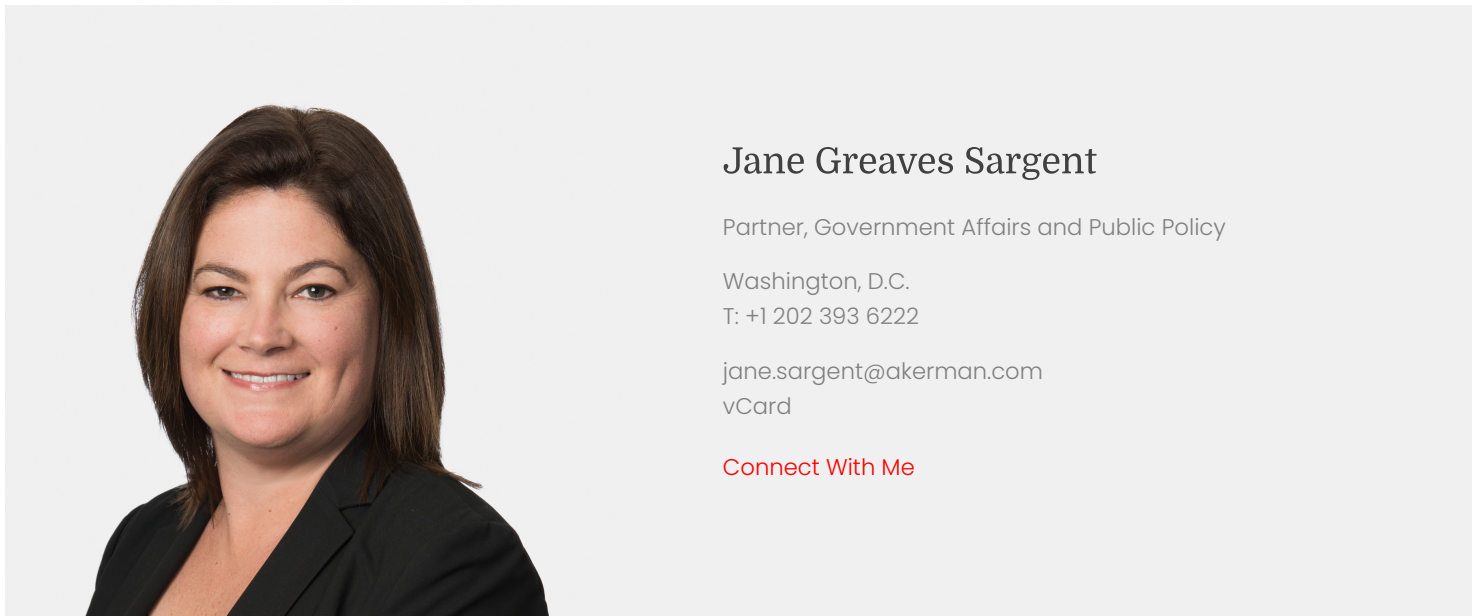 Jane Greaves Sargent
Partner, Government Affairs and Public Policy
Washington, D.C.
T: +1 202 393 6222
jane.sargent@akerman.com
vCard
Connect With Me